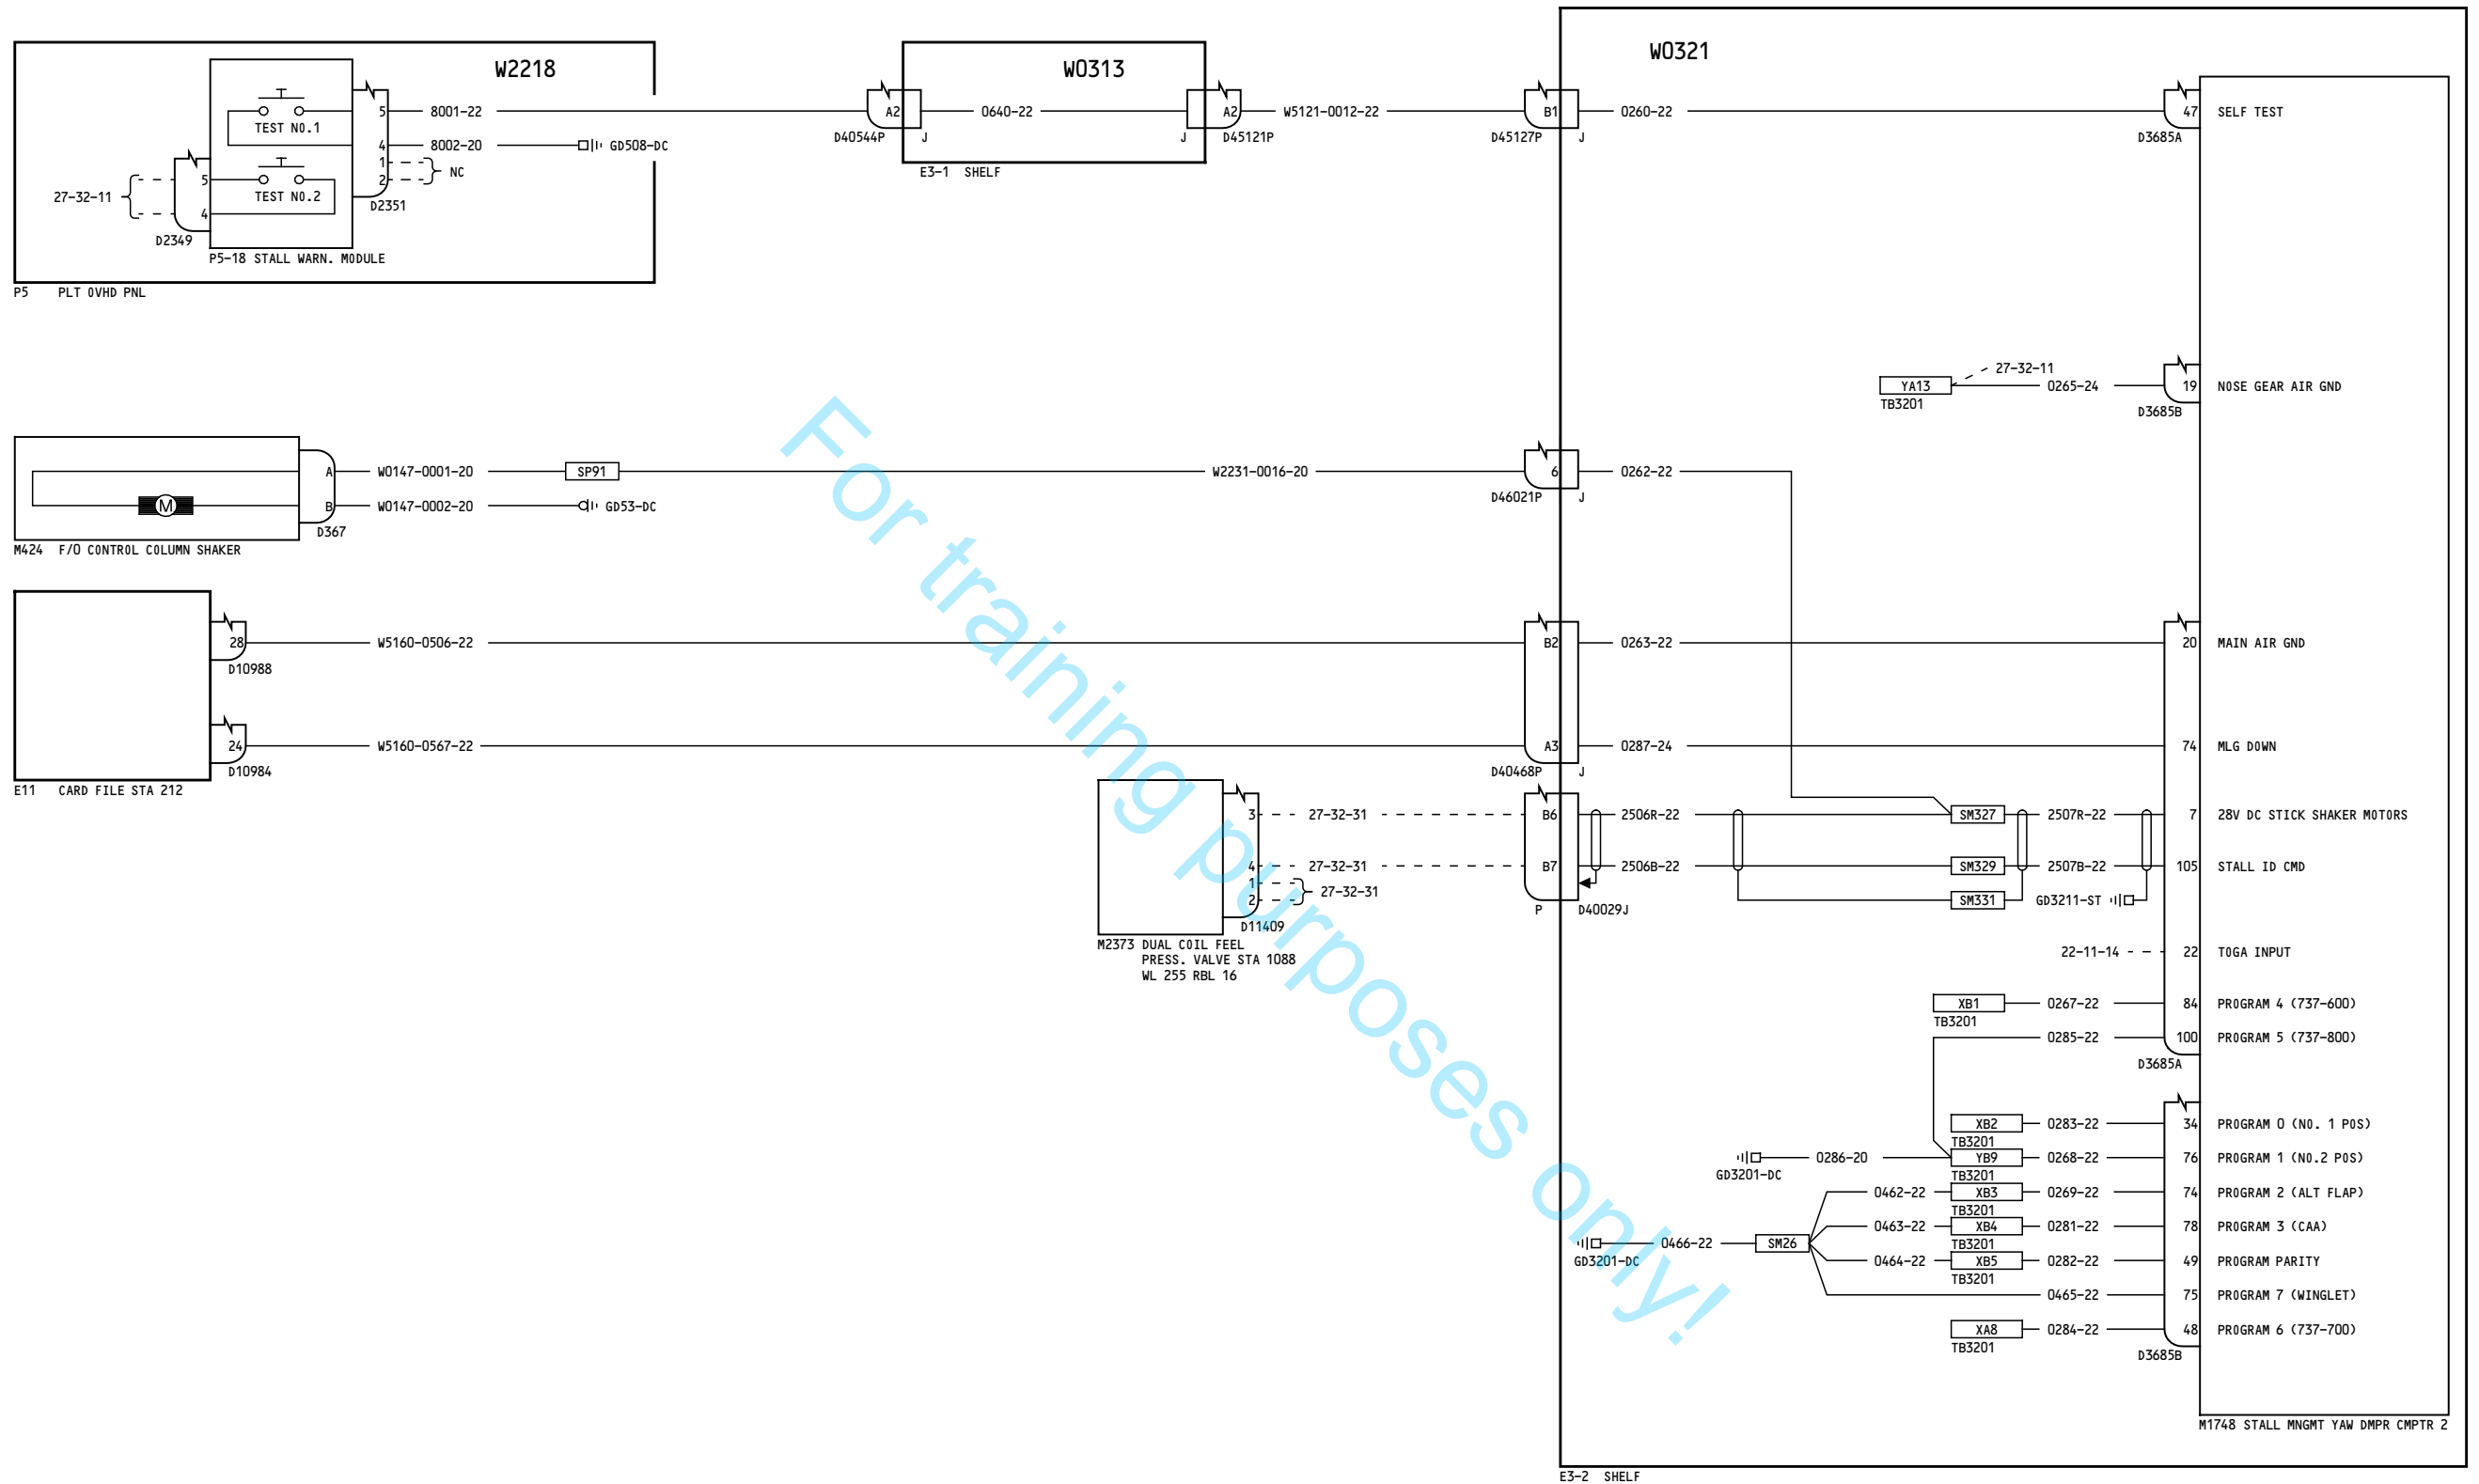 W2218
TEST NO.1
TEST NO.2
5
4
1
2
D2351
5
4
D2349
27-32-11
8001-22
8002-20
GD508-DC
NC
P5-18 STALL WARN. MODULE
P5 PLT OVHD PNL
A2
D40544P
J
W0313
0640-22
J
A2
D45121P
E3-1 SHELF
W5121-0012-22
B1
D45127P
J
W0321
0260-22
47
SELF TEST
D3685A
27-32-11
YA13
TB3201
0265-24
19
NOSE GEAR AIR GND
D3685B
A
W0147-0001-20
SP91
W2231-0016-20
6
D46021P
J
0262-22
M
B
W0147-0002-20
GD53-DC
D367
M424 F/O CONTROL COLUMN SHAKER
28
D10988
W5160-0506-22
B2
0263-22
20
MAIN AIR GND
24
D10984
W5160-0567-22
A3
D40468P
J
0287-24
74
MLG DOWN
E11 CARD FILE STA 212
3
27-32-31
B6
2506R-22
SM327
2507R-22
7
28V DC STICK SHAKER MOTORS
4
27-32-31
B7
2506B-22
SM329
2507B-22
105
STALL ID CMD
1
2
27-32-31
D11409
P
D40029J
SM331
GD3211-ST
M2373 DUAL COIL FEEL
PRESS. VALVE STA 1088
WL 255 RBL 16
22-11-14
22
TOGA INPUT
XB1
TB3201
0267-22
84
PROGRAM 4 (737-600)
0285-22
100
PROGRAM 5 (737-800)
D3685A
XB2
TB3201
0283-22
34
PROGRAM 0 (NO. 1 POS)
GD3201-DC
0286-20
YB9
TB3201
0268-22
76
PROGRAM 1 (NO.2 POS)
0462-22
XB3
TB3201
0269-22
74
PROGRAM 2 (ALT FLAP)
0463-22
XB4
TB3201
0281-22
78
PROGRAM 3 (CAA)
GD3201-DC
0466-22
SM26
0464-22
XB5
TB3201
0282-22
49
PROGRAM PARITY
0465-22
75
PROGRAM 7 (WINGLET)
XA8
TB3201
0284-22
48
PROGRAM 6 (737-700)
D3685B
M1748 STALL MNGMT YAW DMPR CMPTR 2
E3-2 SHELF
For training purposes only!